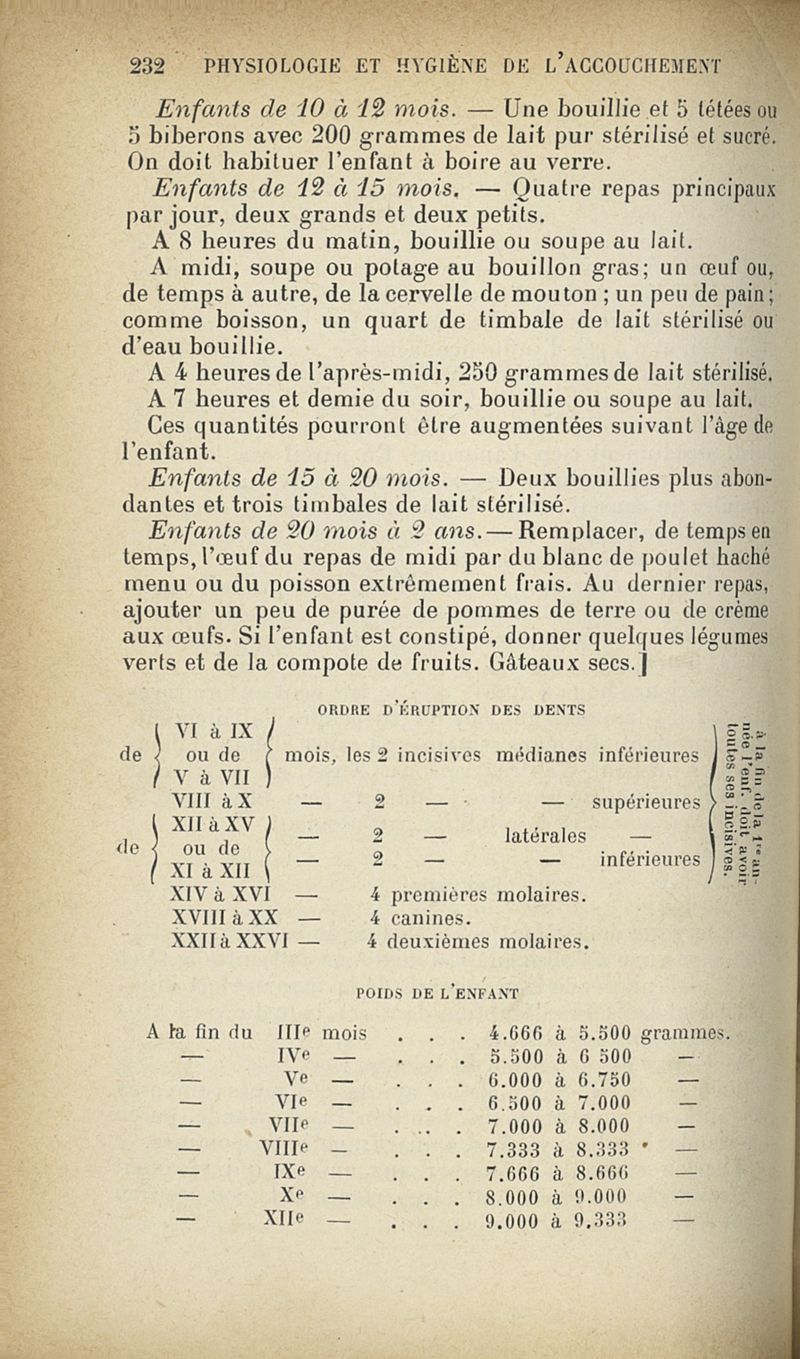 232 PHYSIOLOGIE ET HYGIÈNE DE L'ACCOUCHEMENT
Enfants de 10 à 12 mois. — Une bouillie et 5 tétées ou
5 biberons avec 200 grammes de lait pur stérilisé et sucré.
On doit habituer l'enfant à boire au verre.
Enfants de 12 à 15 mois. — Quatre repas principaux
par jour, deux grands et deux petits.
A 8 heures du matin, bouillie ou soupe au lait.
A midi, soupe ou potage au bouillon gras; un œuf ou,
de temps à autre, de la cervelle de mouton ; un peu de pain;
comme boisson, un quart de timbale de lait stérilisé ou
d'eau bouillie.
A 4 heures de l'après-midi, 250 grammes de lait stérilisé.
A 7 heures et demie du soir, bouillie ou soupe au lait.
Ces quantités pourront être augmentées suivant l'âge de
l'enfant.
Enfants de 15 à 20 mois. — Deux bouillies plus abon-
dantes et trois timbales de lait stérilisé.
Enfants de 20 mois à 2 ans. — Remplacer, de temps en
temps, l'œuf du repas de midi par du blanc de poulet haché
menu ou du poisson extrêmement frais. Au dernier repas,
ajouter un peu de purée de pommes de terre ou de crème
aux œufs. Si l'enfant est constipé, donner quelques légumes
verts et de la compote de fruits. Gâteaux secs.]
ORDRE D'ÉRUPTION DES DENTS
VI à IX
de { ou de } mois, les 2 incisives médianes inférieures
V à VII
VIII à X — 2 — — supérieures
XII à XV — 2 — latérales —
de { ou de }
XI à XII — 2 — — inférieures
à la fin de la 1re an-
née l'enf. doit avoir
toutes ses incisives.
XIV à XVI — 4 premières molaires.
XVIII à XX — 4 canines.
XXII à XXVI — 4 deuxièmes molaires.
POIDS DE L'ENFANT
A la fin du IIIe mois . . . 4.666 à 5.500 grammes.
— IVe — . . . 5.500 à 6 500 —
— Ve — . . . 6.000 à 6.750 —
— VIe — . . . 6.500 à 7.000 —
— VIIe — . . . 7.000 à 8.000 —
— VIIIe — . . . 7.333 à 8.333 —
— IXe — . . . 7.666 à 8.666 —
— Xe — . . . 8.000 à 9.000 —
— XIIe — . . . 9.000 à 9.333 —